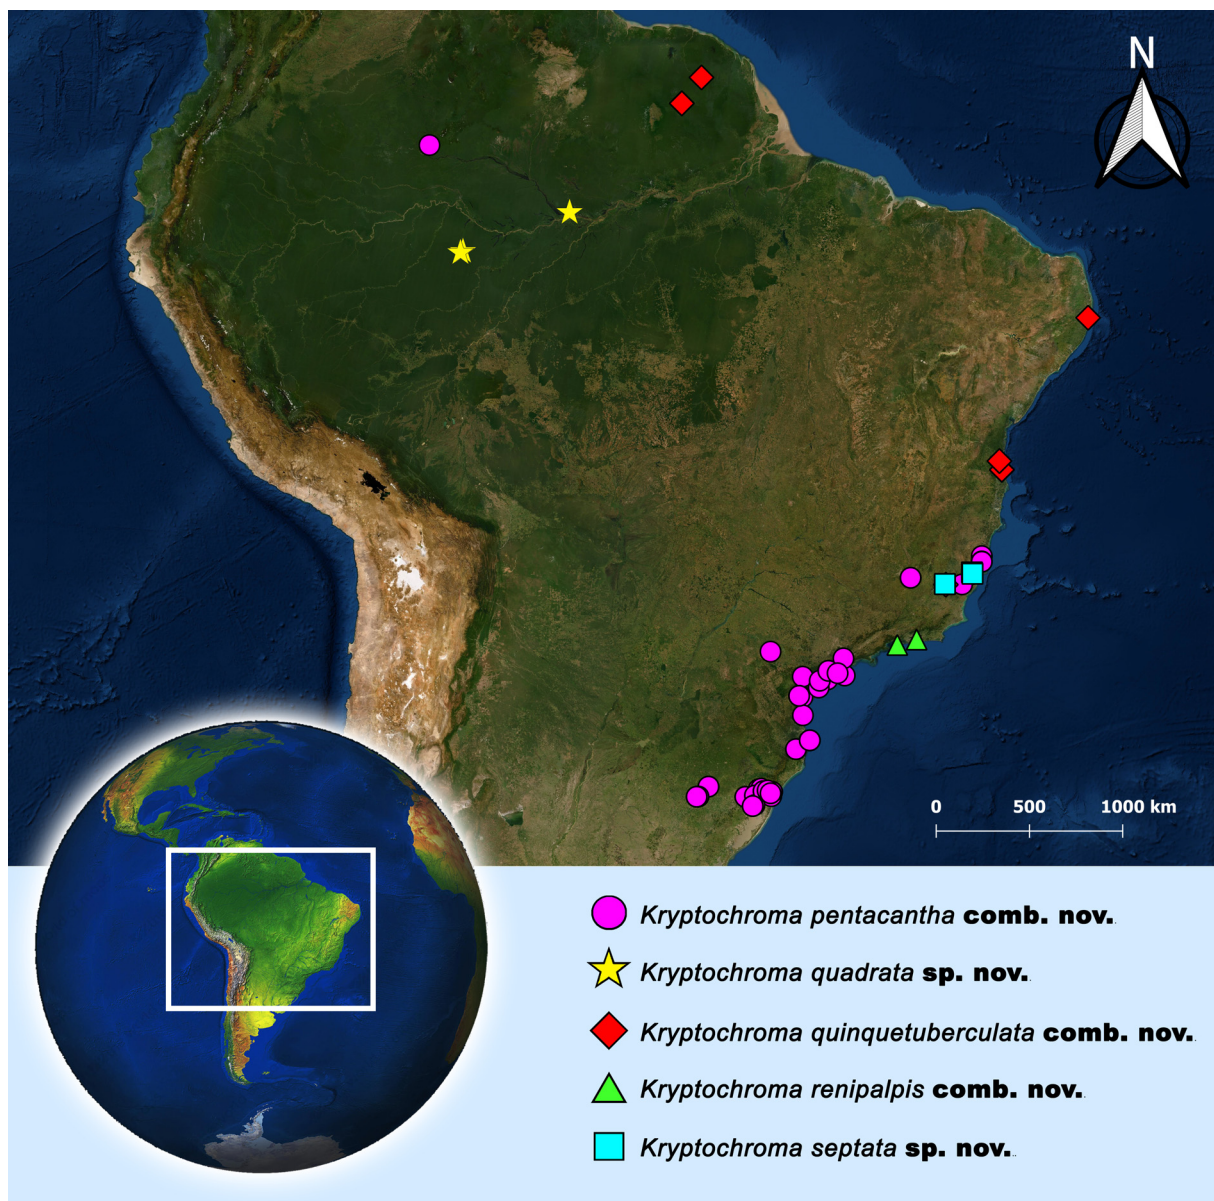 N
0 500 1000 km
Kryptochroma pentacantha comb. nov.
Kryptochroma quadrata sp. nov.
Kryptochroma quinquetuberculata comb. nov.
Kryptochroma renipalpis comb. nov.
Kryptochroma septata sp. nov.